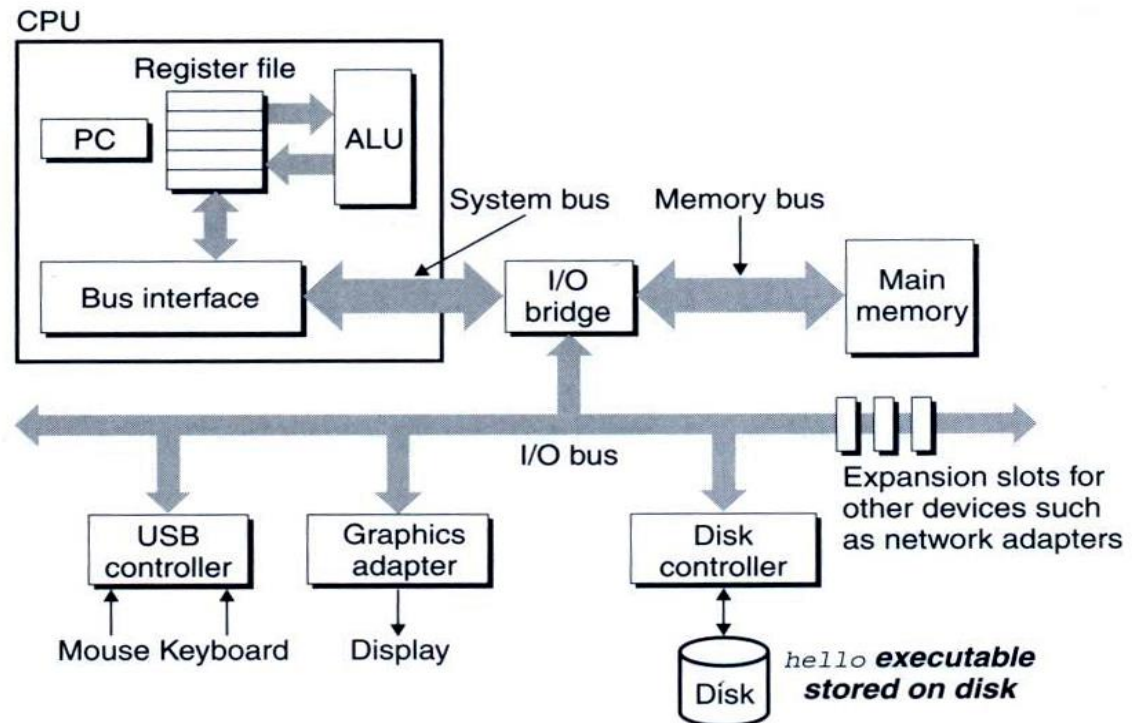 CPU
Register file
PC
ALU
System bus
Memory bus
Bus interface
I/O
bridge
Main
memory
I/O bus
Expansion slots for
other devices such
as network adapters
USB
controller
Graphics
adapter
Disk
controller
Mouse Keyboard
Display
Disk
hello executable
stored on disk